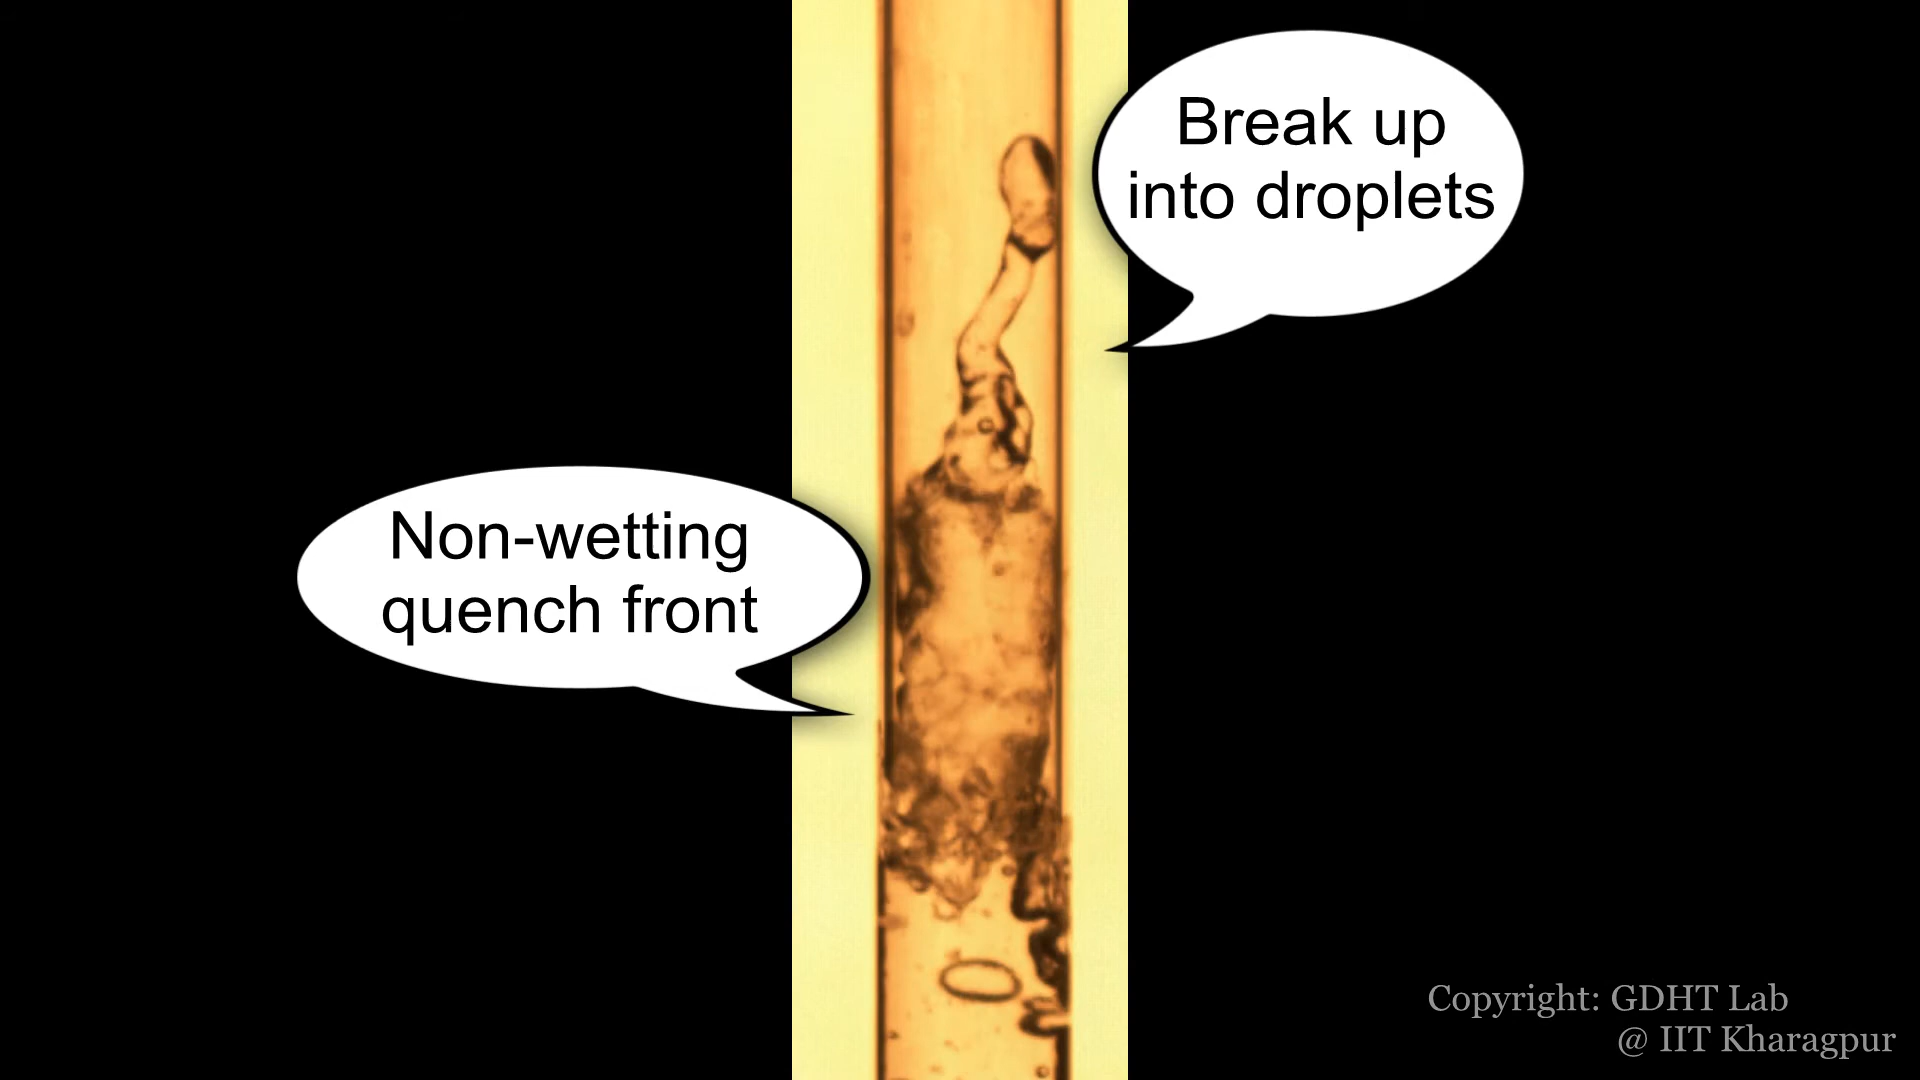 Break up
into droplets
Non-wetting
quench front
Copyright: GDHT Lab
@ IIT Kharagpur